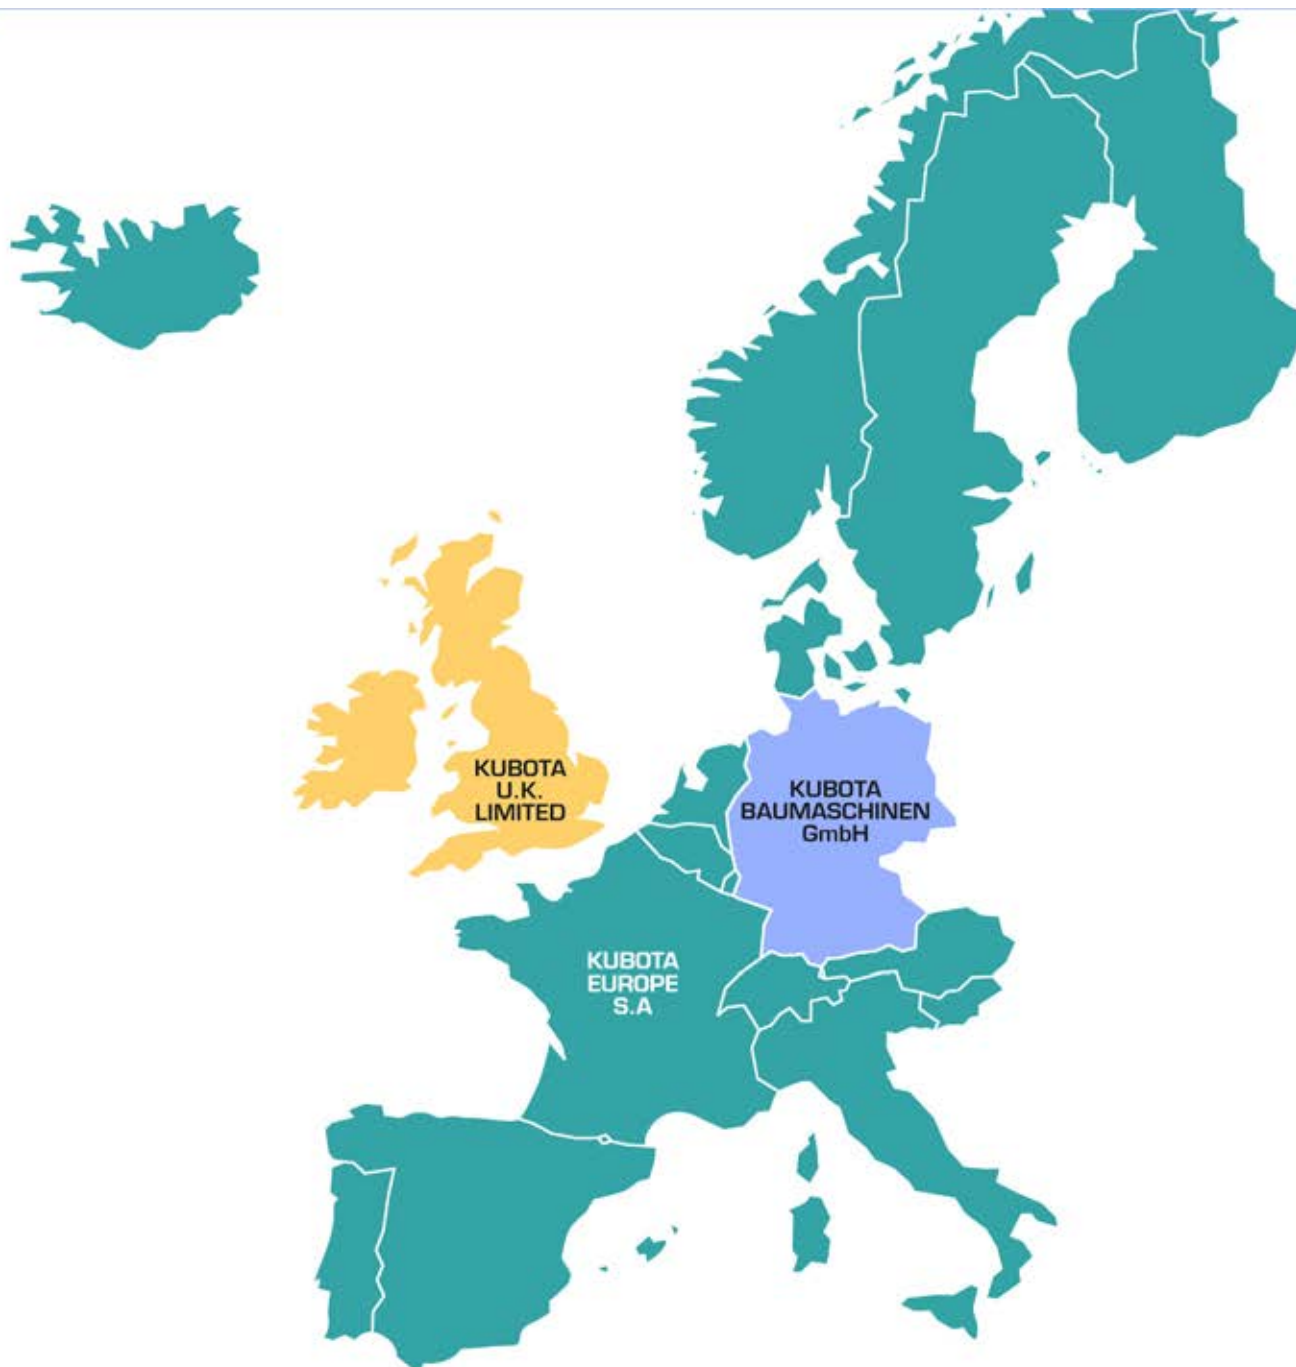 KUBOTA
U.K.
LIMITED
KUBOTA
BAUMASCHINEN
GmbH
KUBOTA
EUROPE
S.A